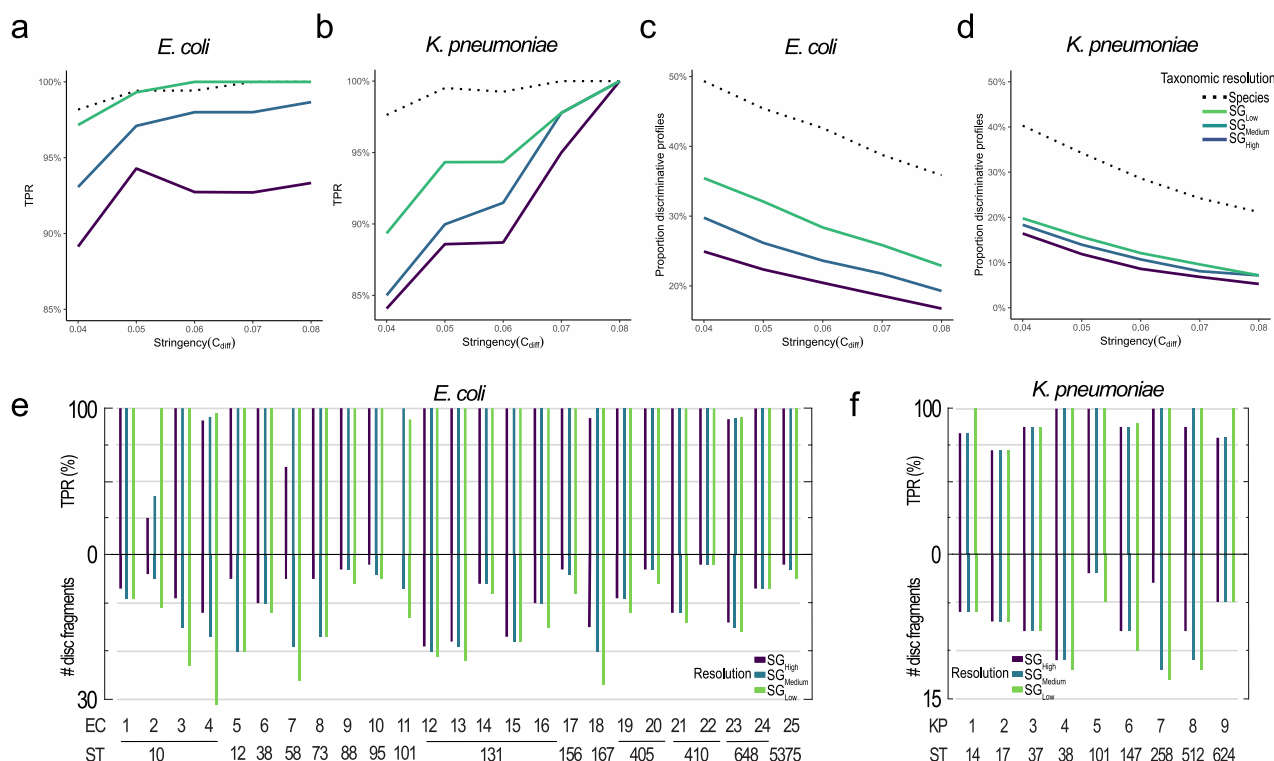 a
E. coli
b
K. pneumoniae
c
E. coli
d
K. pneumoniae
TPR
100%
95%
90%
85%
0.04 0.05 0.06 0.07 0.08
Stringency(Cdiff)
TPR
100%
95%
90%
85%
0.04 0.05 0.06 0.07 0.08
Stringency(Cdiff)
Proportion discriminative profiles
50%
40%
30%
20%
0.04 0.05 0.06 0.07 0.08
Stringency(Cdiff)
Proportion discriminative profiles
50%
40%
30%
20%
10%
0%
0.04 0.05 0.06 0.07 0.08
Stringency(Cdiff)
Taxonomic resolution
Species
SGLow
SGMedium
SGHigh
e
E. coli
TPR (%)
100
0
# disc fragments
30
Resolution
SGHigh
SGMedium
SGLow
EC 1 2 3 4 5 6 7 8 9 10 11 12 13 14 15 16 17 18 19 20 21 22 23 24 25
ST 10 12 38 58 73 88 95 101 131 156 167 405 410 648 5375
f
K. pneumoniae
TPR (%)
100
0
# disc fragments
15
Resolution
SGHigh
SGMedium
SGLow
KP 1 2 3 4 5 6 7 8 9
ST 14 17 37 38 101 147 258 512 624